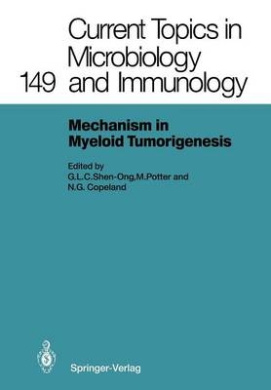 Current Topics in
Microbiology
149 and Immunology
Mechanism in
Myeloid Tumorigenesis
Edited by
G.L.C.Shen-Ong,M.Potter and
N.G.Copeland
Springer-Verlag